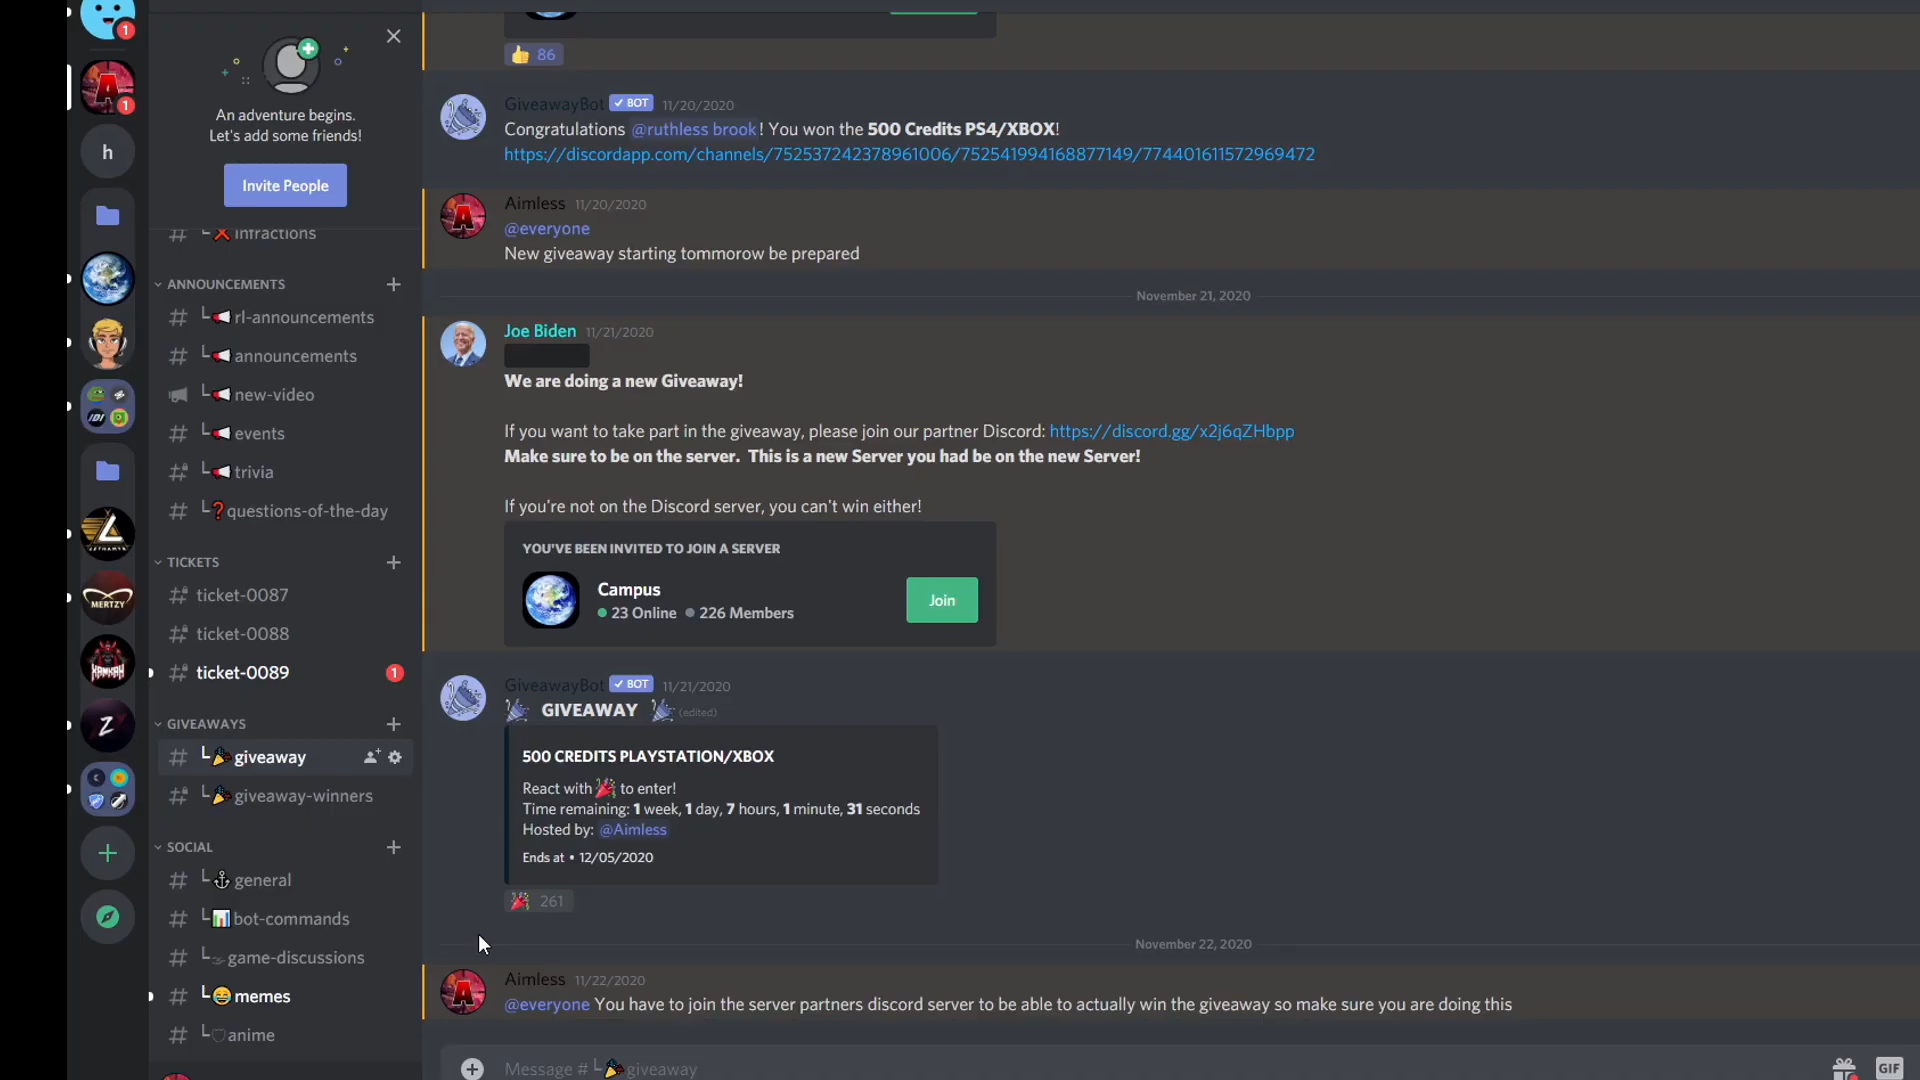 1
1
h
MERTZY
Z
An adventure begins.
Let's add some friends!
Invite People
infractions
ANNOUNCEMENTS
rl-announcements
announcements
new-video
events
trivia
questions-of-the-day
TICKETS
ticket-0087
ticket-0088
ticket-0089
1
GIVEAWAYS
giveaway
giveaway-winners
SOCIAL
general
bot-commands
game-discussions
memes
anime
86
GiveawayBot BOT 11/20/2020
Congratulations @ruthless brook! You won the 500 Credits PS4/XBOX!
https://discordapp.com/channels/752537242378961006/752541994168877149/774401611572969472
Aimless 11/20/2020
@everyone
New giveaway starting tommorow be prepared
November 21, 2020
Joe Biden 11/21/2020
We are doing a new Giveaway!
If you want to take part in the giveaway, please join our partner Discord: https://discord.gg/x2j6qZHbpp
Make sure to be on the server. This is a new Server you had be on the new Server!
If you're not on the Discord server, you can't win either!
YOU'VE BEEN INVITED TO JOIN A SERVER
Campus
23 Online 226 Members
Join
GiveawayBot BOT 11/21/2020
GIVEAWAY (edited)
500 CREDITS PLAYSTATION/XBOX
React with to enter!
Time remaining: 1 week, 1 day, 7 hours, 1 minute, 31 seconds
Hosted by: @Aimless
Ends at • 12/05/2020
261
November 22, 2020
Aimless 11/22/2020
@everyone You have to join the server partners discord server to be able to actually win the giveaway so make sure you are doing this
Message # giveaway
GIF